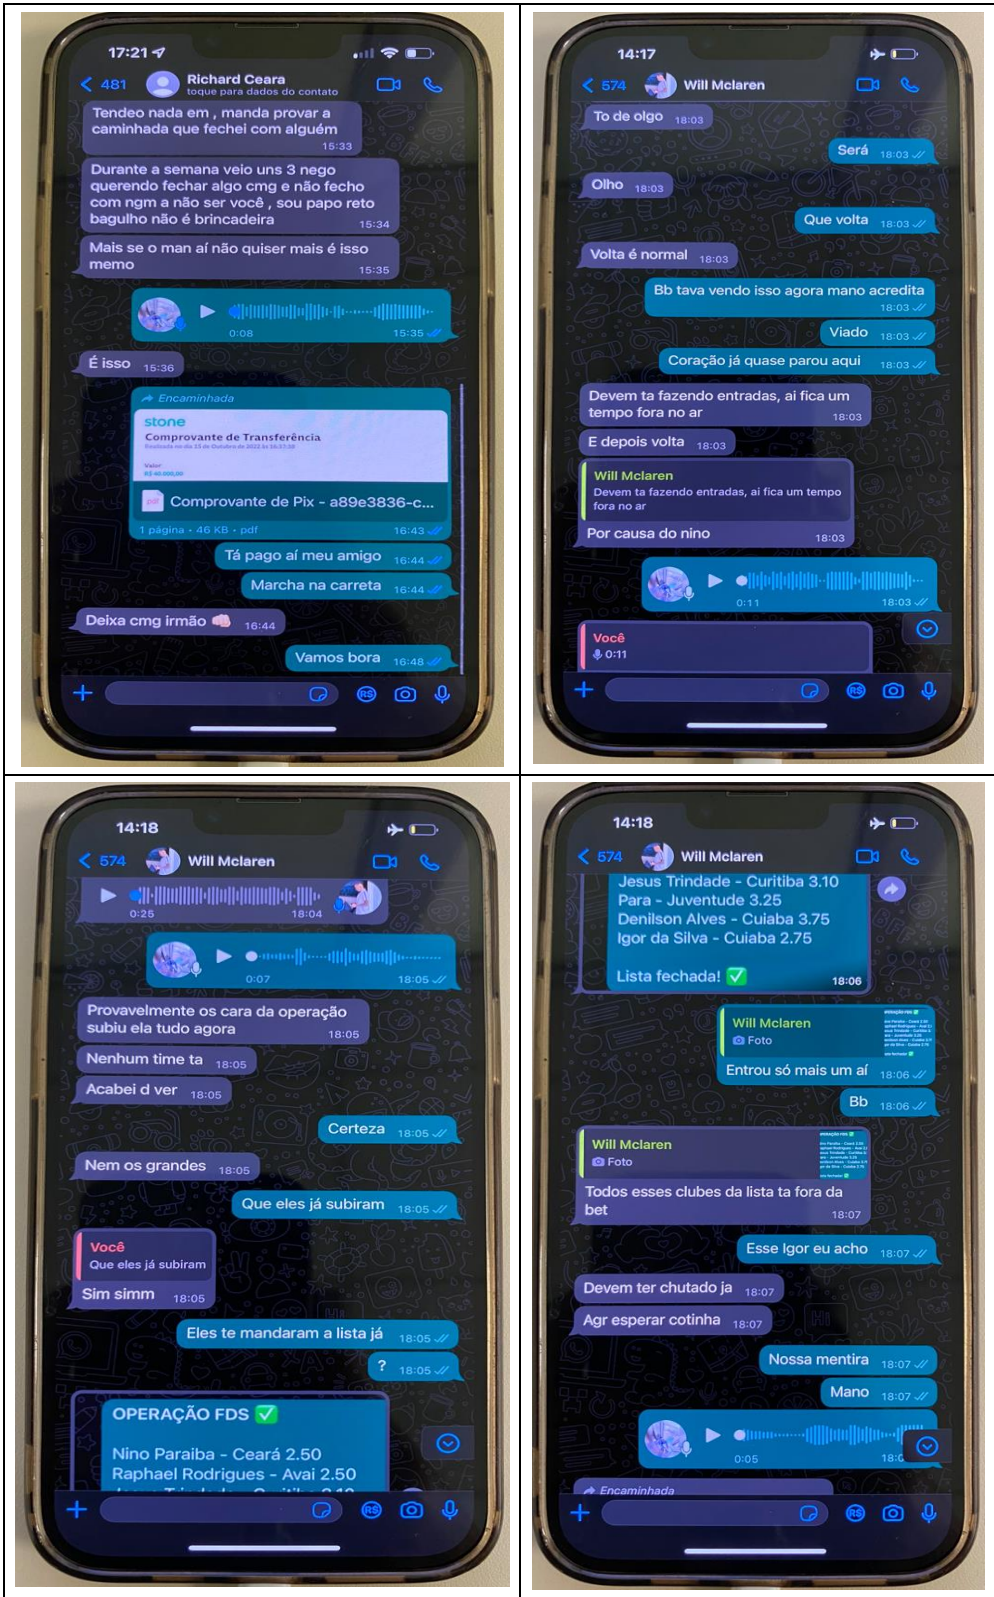 17:21
481
Richard Ceara
toque para dados do contato
Tendeo nada em , manda provar a
caminhada que fechei com alguém
15:33
Durante a semana veio uns 3 nego
querendo fechar algo cmg e não fecho
com ngm a não ser você , sou papo reto
bagulho não é brincadeira
15:34
Mais se o man aí não quiser mais é isso
memo
15:35
0:08
15:35
É isso
15:36
Encaminhada
stone
Comprovante de Transferência
Valor
Comprovante de Pix - a89e3836-c...
1 página • 46 KB • pdf
16:43
Tá pago aí meu amigo
16:44
Marcha na carreta
16:44
Deixa cmg irmão
16:44
Vamos bora
16:48
R$
14:17
574
Will Mclaren
To de olgo
18:03
Será
18:03
Olho
18:03
Que volta
18:03
Volta é normal
18:03
Bb tava vendo isso agora mano acredita
18:03
Viado
18:03
Coração já quase parou aqui
18:03
Devem ta fazendo entradas, ai fica um
tempo fora no ar
18:03
E depois volta
18:03
Will Mclaren
Devem ta fazendo entradas, ai fica um tempo
fora no ar
Por causa do nino
18:03
0:11
18:03
Você
0:11
R$
14:18
574
Will Mclaren
0:25
18:04
0:07
18:05
Provavelmente os cara da operação
subiu ela tudo agora
18:05
Nenhum time ta
18:05
Acabei d ver
18:05
Certeza
18:05
Nem os grandes
18:05
Que eles já subiram
18:05
Você
Que eles já subiram
Sim simm
18:05
Eles te mandaram a lista já
18:05
?
18:05
OPERAÇÃO FDS ✅
Nino Paraiba - Ceará 2.50
Raphael Rodrigues - Avai 2.50
R$
14:18
574
Will Mclaren
Jesus Trindade - Curitiba 3.10
Para - Juventude 3.25
Denilson Alves - Cuiaba 3.75
Igor da Silva - Cuiaba 2.75
Lista fechada! ✅
18:06
Will Mclaren
Foto
Entrou só mais um aí
18:06
Bb
18:06
Will Mclaren
Foto
Todos esses clubes da lista ta fora da
bet
18:07
Esse Igor eu acho
18:07
Devem ter chutado ja
18:07
Agr esperar cotinha
18:07
Nossa mentira
18:07
Mano
18:07
0:05
Encaminhada
R$